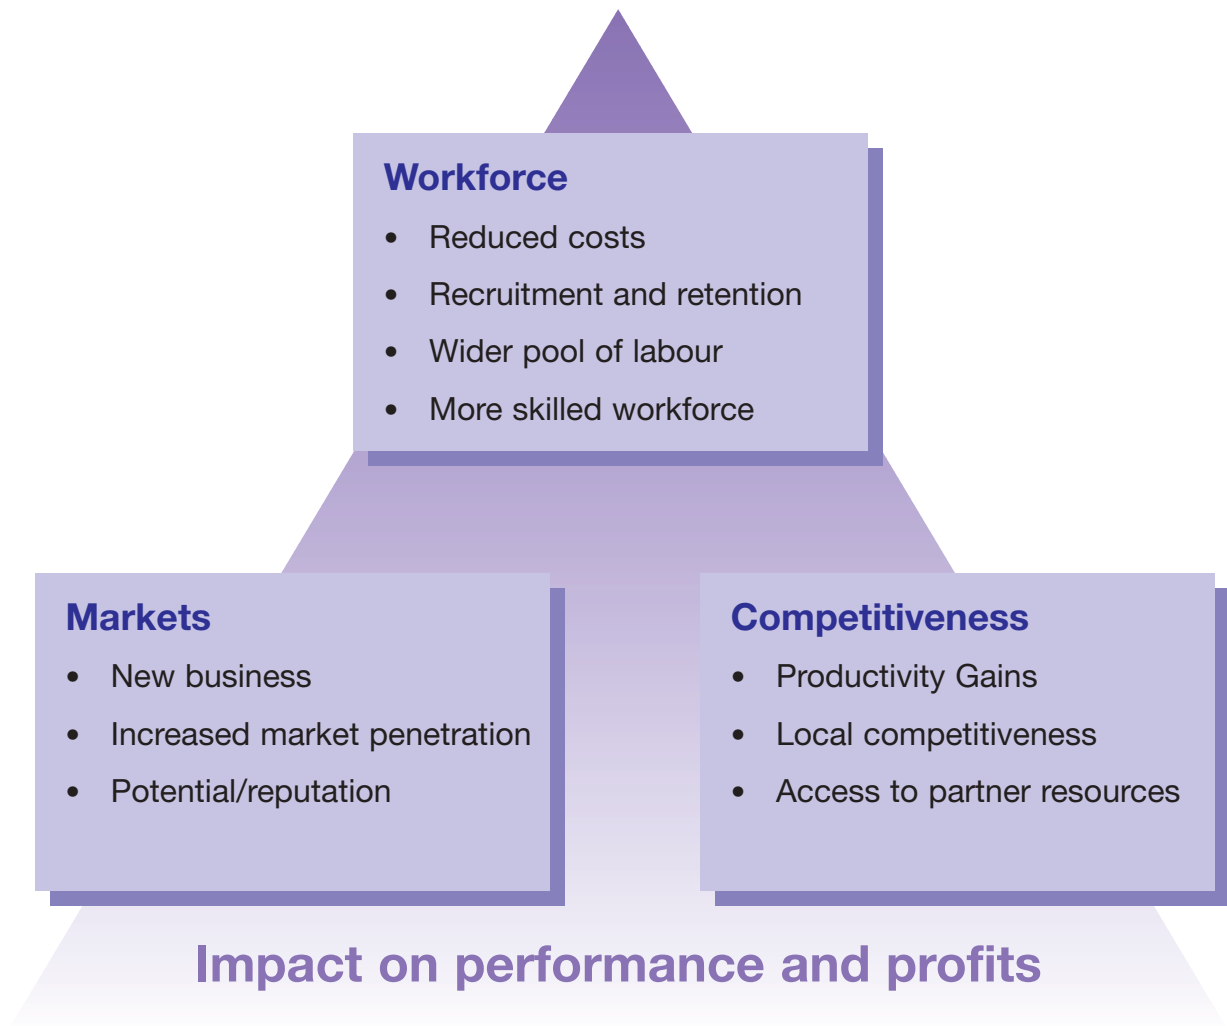 Workforce
• Reduced costs
• Recruitment and retention
• Wider pool of labour
• More skilled workforce
Markets
• New business
• Increased market penetration
• Potential/reputation
Competitiveness
• Productivity Gains
• Local competitiveness
• Access to partner resources
Impact on performance and profits